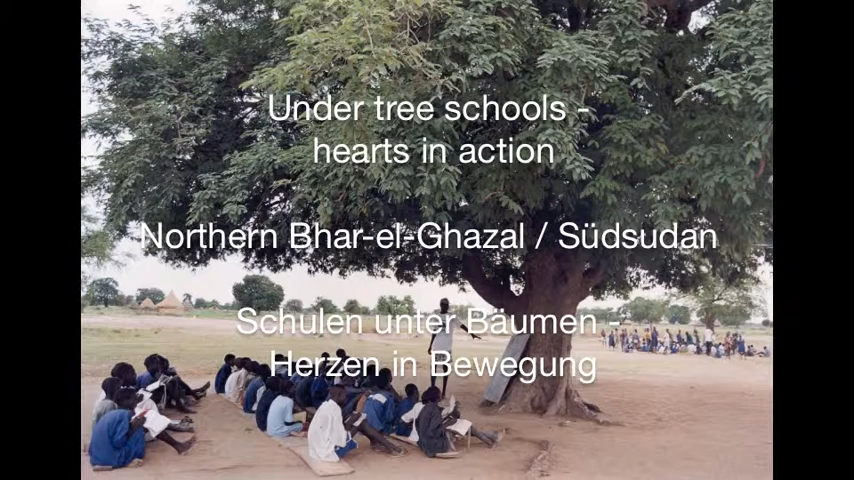 Under tree schools -
hearts in action
Northern Bhar-el-Ghazal / Südsudan
Schulen unter Bäumen -
Herzen in Bewegung